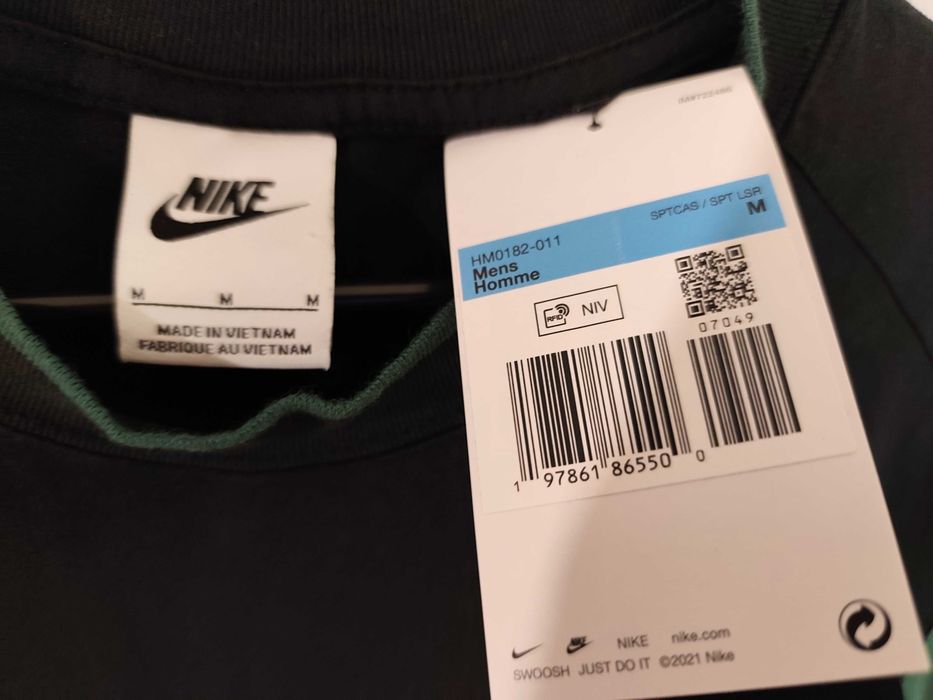 NIKE
M M M
MADE IN VIETNAM
FABRIQUE AU VIETNAM
SPTCAS / SPT LSR
M
HM0182-011
Mens
Homme
RFID
NIV
07049
1 97861 86550 0
NIKE nike.com
SWOOSH JUST DO IT ©2021 Nike